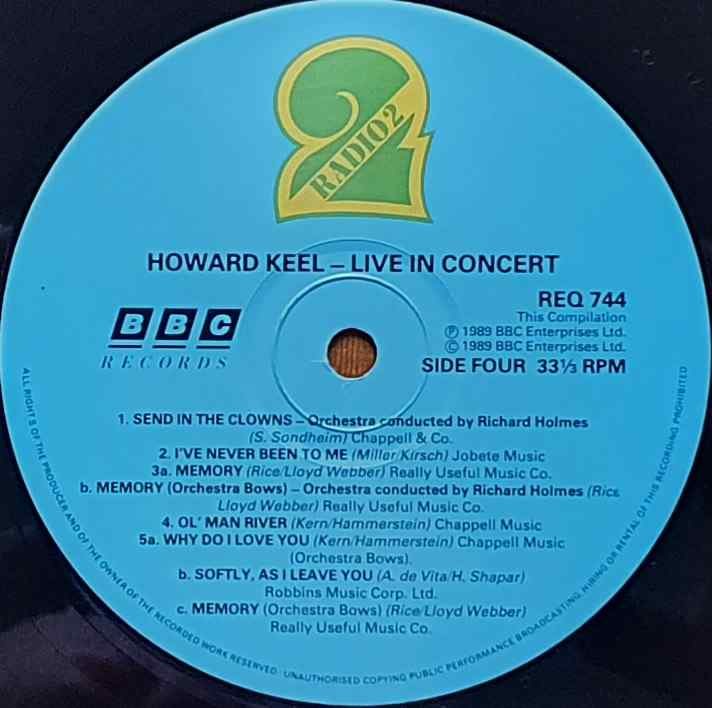 2
RADIO 2
HOWARD KEEL – LIVE IN CONCERT
REQ 744
This Compilation
Ⓟ 1989 BBC Enterprises Ltd.
© 1989 BBC Enterprises Ltd.
SIDE FOUR 33⅓ RPM
BBC
RECORDS
1. SEND IN THE CLOWNS – Orchestra conducted by Richard Holmes
(S. Sondheim) Chappell & Co.
2. I'VE NEVER BEEN TO ME (Miller Kirsch) Jobete Music
3a. MEMORY (Rice/Lloyd Webber) Really Useful Music Co.
b. MEMORY (Orchestra Bows) – Orchestra conducted by Richard Holmes (Rice
Lloyd Webber) Really Useful Music Co.
4. OL' MAN RIVER (Kern/Hammerstein) Chappell Music
5a. WHY DO I LOVE YOU (Kern/Hammerstein) Chappell Music
(Orchestra Bows).
b. SOFTLY, AS I LEAVE YOU (A. de Vita/H. Shapar)
Robbins Music Corp. Ltd.
c. MEMORY (Orchestra Bows) (Rice/Lloyd Webber)
Really Useful Music Co.
ALL RIGHTS OF THE PRODUCER AND OF THE OWNER OF THE RECORDED WORK RESERVED · UNAUTHORISED COPYING PUBLIC PERFORMANCE BROADCASTING, HIRING OR RENTAL OF THIS RECORDING PROHIBITED